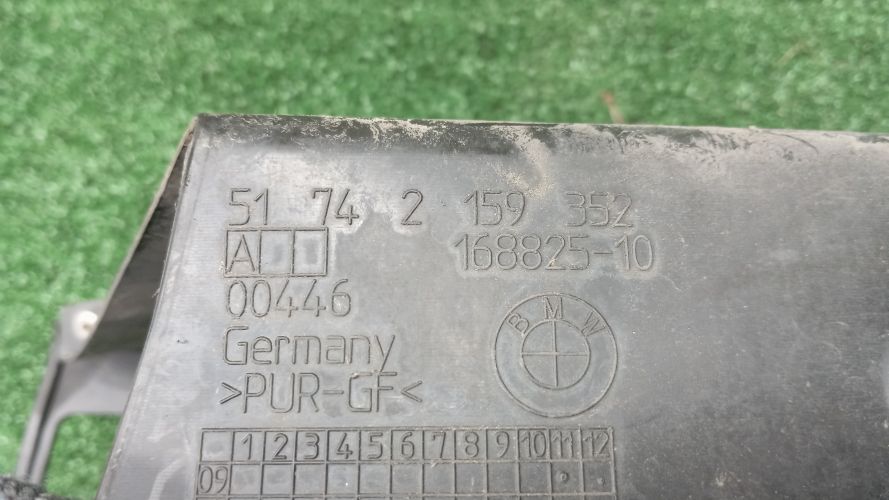 51 74 2 159 352
A 168825-10
00446
Germany
>PUR-GF<
BMW
1 2 3 4 5 6 7 8 9 10 11 12
09